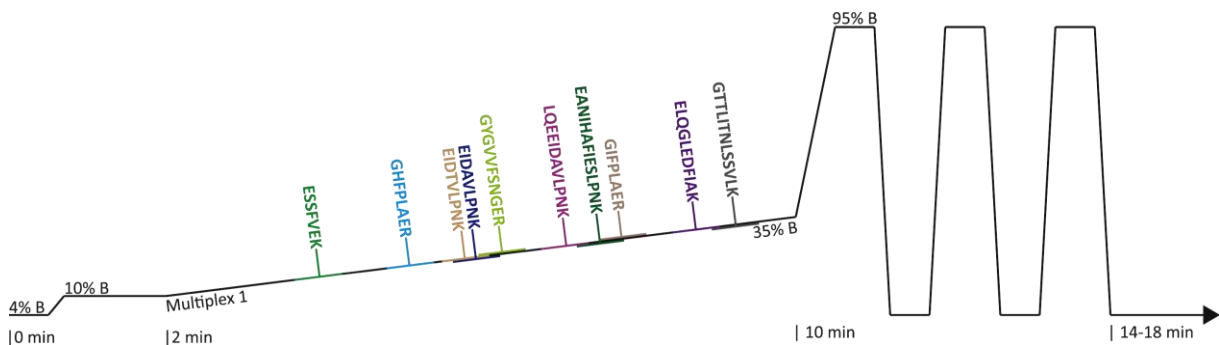 95% B
ESSFVEK
GHFPLAER
EIDTVLPNK
EIDAVLPNK
GYGVVFSNGER
LQEEIDAVLPNK
EANIHAFIESLPNK
GIFPLAER
ELQGLEDFIAK
GTTLITNLSSVLK
35% B
10% B
Multiplex 1
4% B
|0 min
|2 min
| 10 min
| 14-18 min